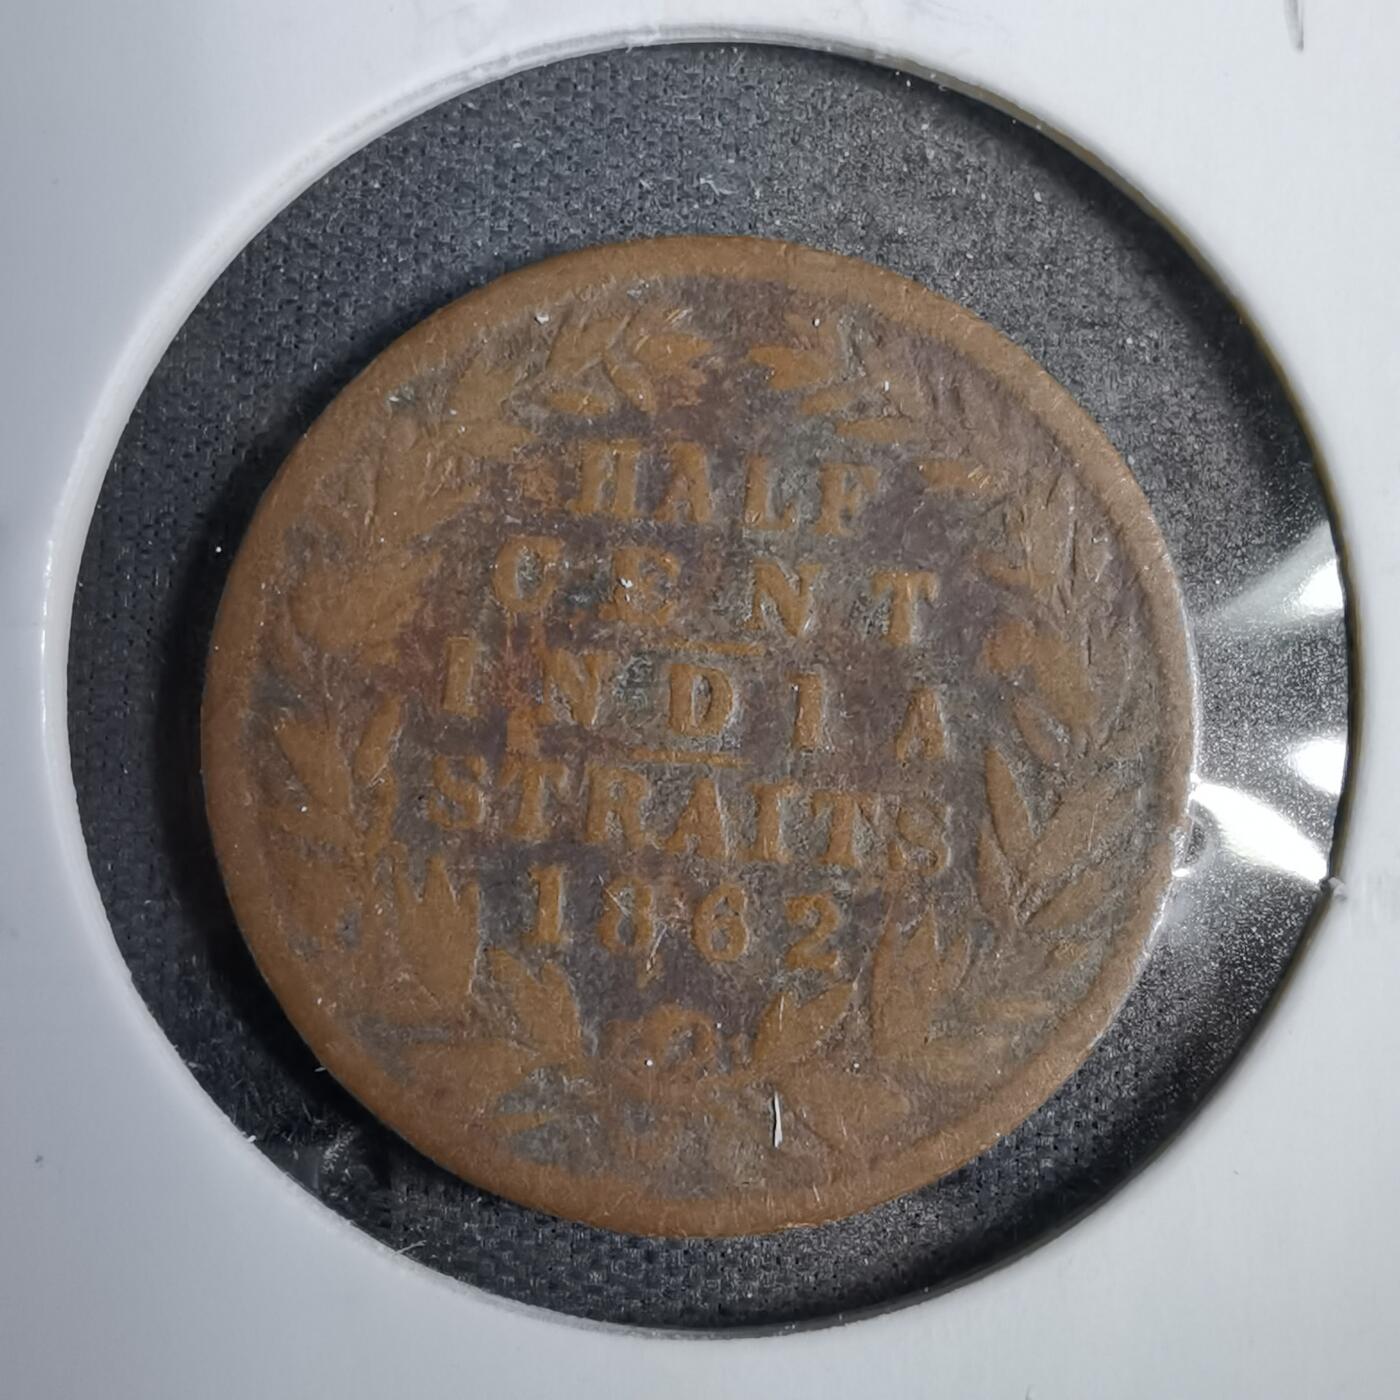 HALF
CENT
INDIA
STRAITS
1862